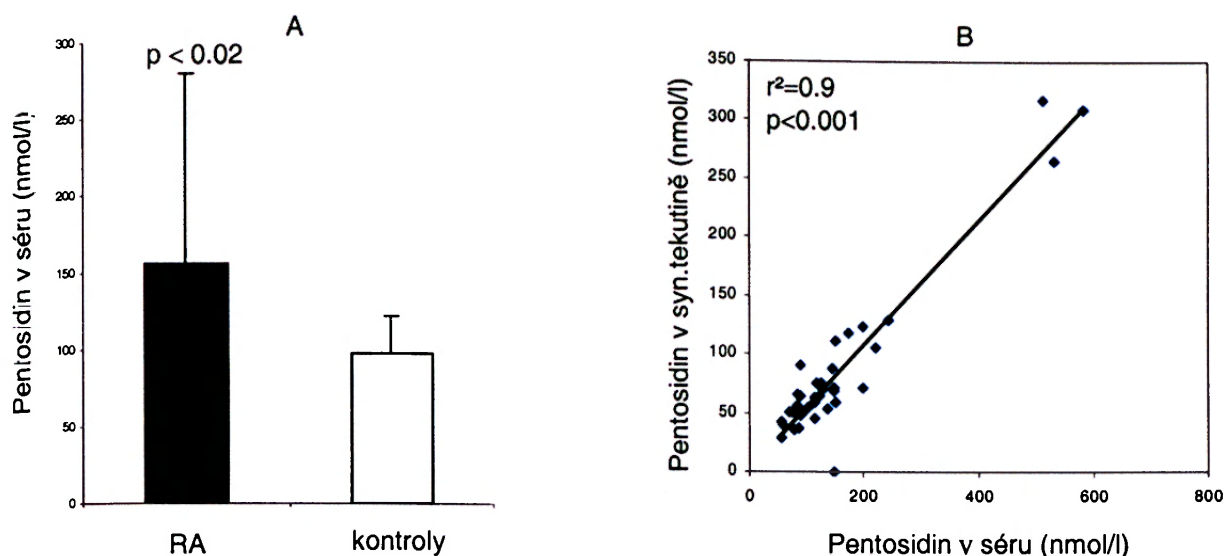 A
p < 0.02
Pentosidin v séru (nmol/l)
300
250
200
150
100
50
0
RA
kontroly
B
r²=0.9
p<0.001
Pentosidin v syn.tekutině (nmol/l)
350
300
250
200
150
100
50
0
0
200
400
600
800
Pentosidin v séru (nmol/l)